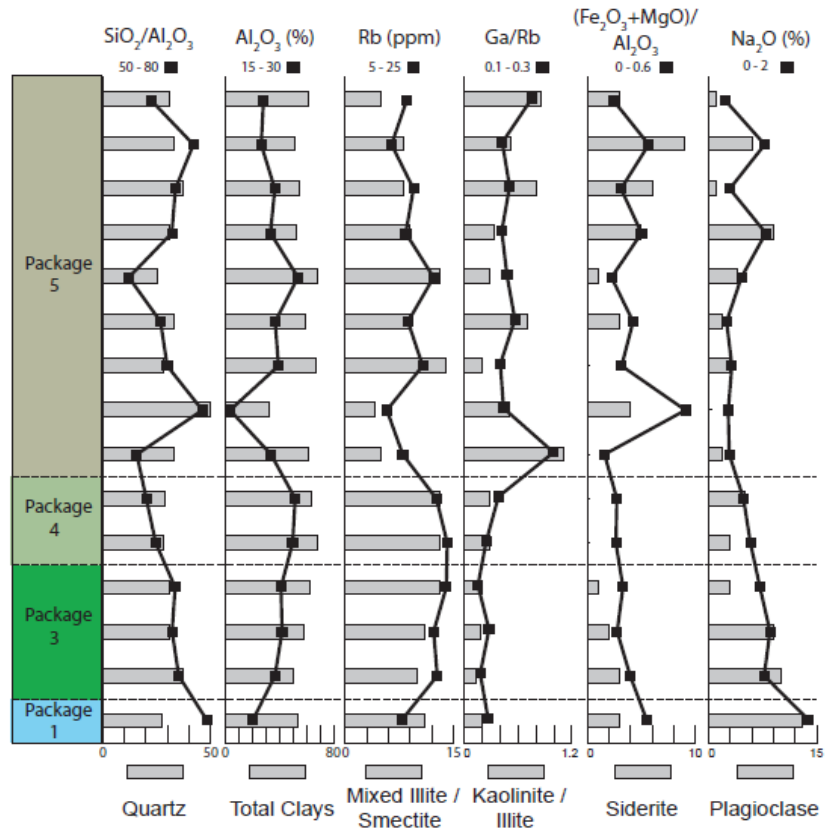 SiO₂/Al₂O₃
50 - 80
Al₂O₃ (%)
15 - 30
Rb (ppm)
5 - 25
Ga/Rb
0.1 - 0.3
(Fe₂O₃+MgO)/
Al₂O₃
0 - 0.6
Na₂O (%)
0 - 2
Package
5
Package
4
Package
3
Package
1
0 50 0 80 0 15 0 1.2 0 10 0 15
Quartz
Total Clays
Mixed Illite /
Smectite
Kaolinite /
Illite
Siderite
Plagioclase